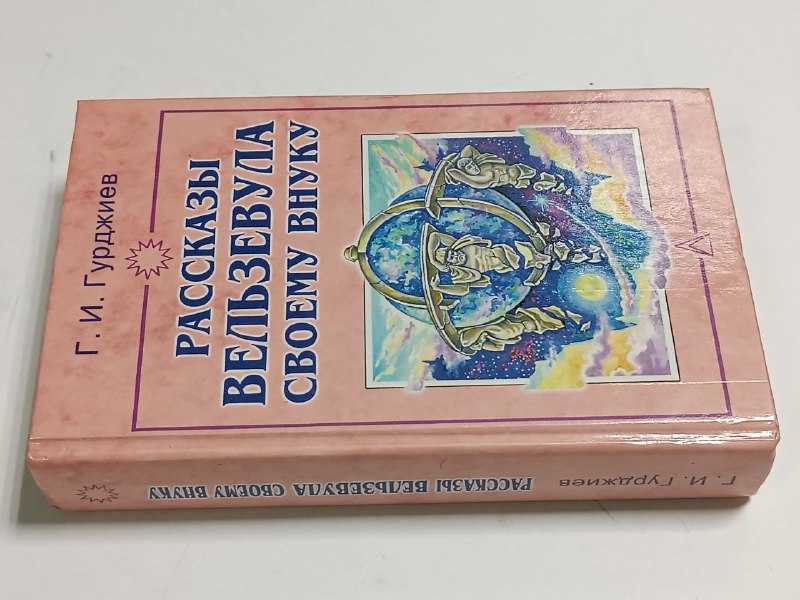 Г. И. Гурджиев
РАССКАЗЫ
ВЕЛЬЗЕВУЛА
СВОЕМУ ВНУКУ
Г. И. Гурджиев
РАССКАЗЫ ВЕЛЬЗЕВУЛА СВОЕМУ ВНУКУ